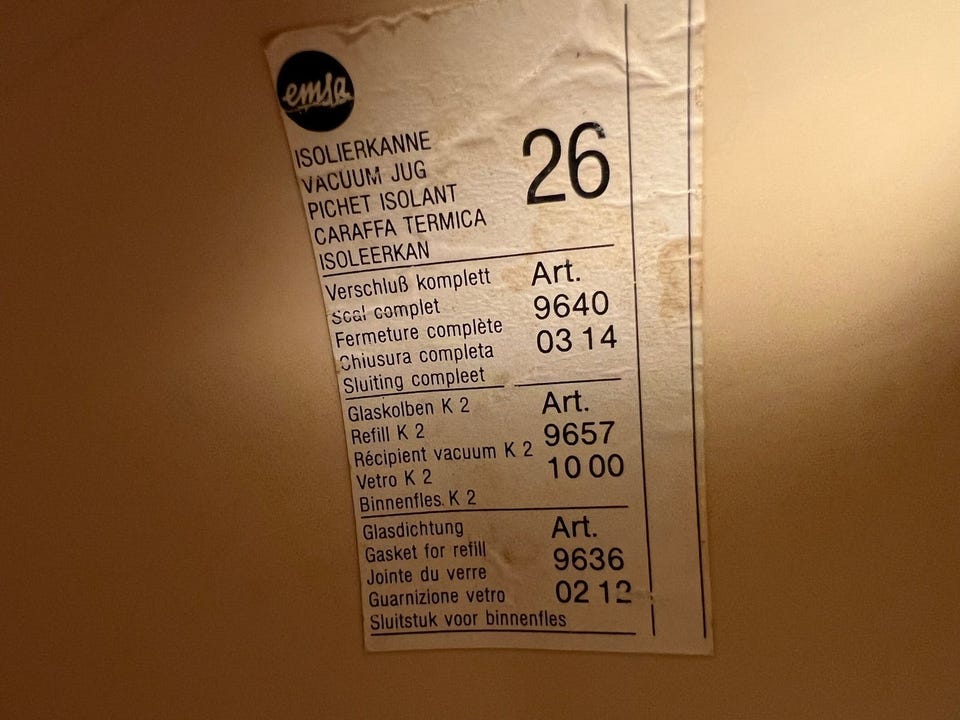 emsa
ISOLIERKANNE
VACUUM JUG
PICHET ISOLANT
CARAFFA TERMICA
ISOLEERKAN
26
Verschluß komplett
Seal complet
Fermeture complète
Chiusura completa
Sluiting compleet
Art.
9640
03 14
Glaskolben K 2
Refill K 2
Récipient vacuum K 2
Vetro K 2
Binnenfles. K 2
Art.
9657
10 00
Glasdichtung
Gasket for refill
Jointe du verre
Guarnizione vetro
Sluitstuk voor binnenfles
Art.
9636
02 12